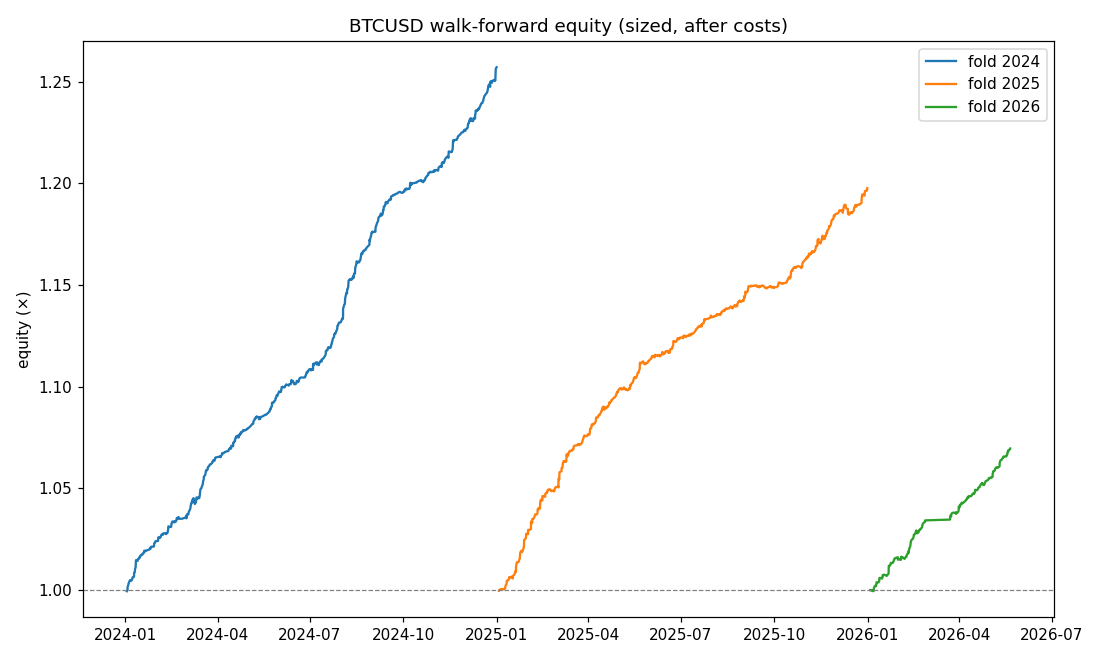 BTCUSD walk-forward equity (sized, after costs)
fold 2024
fold 2025
fold 2026
equity (×)
1.25
1.20
1.15
1.10
1.05
1.00
2024-01 2024-04 2024-07 2024-10 2025-01 2025-04 2025-07 2025-10 2026-01 2026-04 2026-07